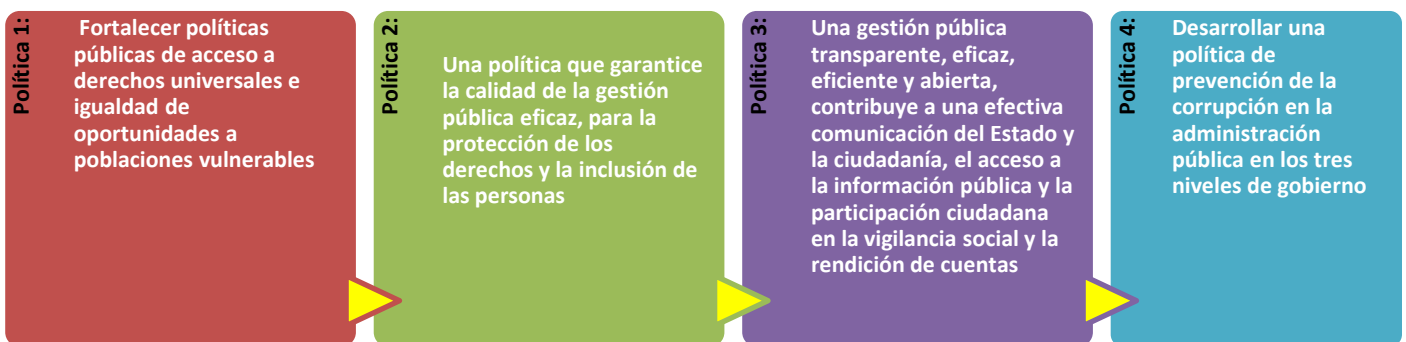 Política 1:
Fortalecer políticas
públicas de acceso a
derechos universales e
igualdad de
oportunidades a
poblaciones vulnerables
Política 2:
Una política que garantice
la calidad de la gestión
pública eficaz, para la
protección de los
derechos y la inclusión de
las personas
Política 3:
Una gestión pública
transparente, eficaz,
eficiente y abierta,
contribuye a una efectiva
comunicación del Estado y
la ciudadanía, el acceso a
la información pública y la
participación ciudadana
en la vigilancia social y la
rendición de cuentas
Política 4:
Desarrollar una
política de
prevención de la
corrupción en la
administración
pública en los tres
niveles de gobierno